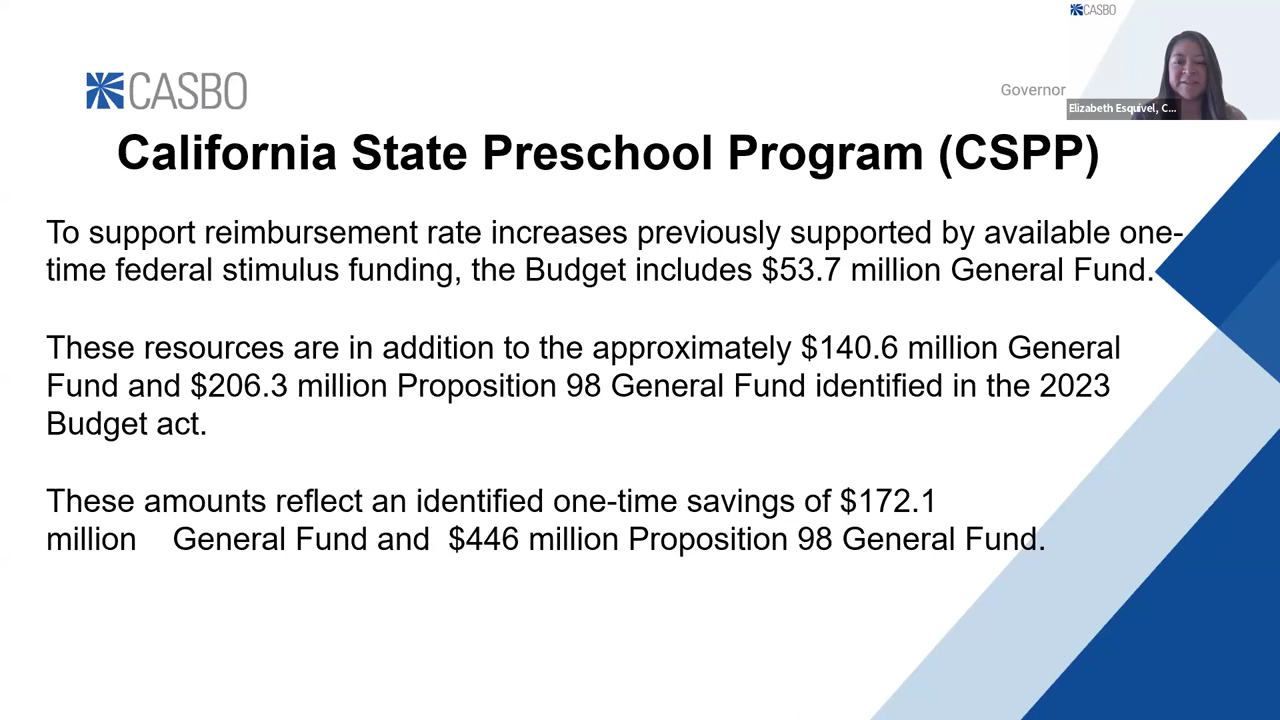 CASBO
CASBO
Governor
Elizabeth Esquivel, C...
California State Preschool Program (CSPP)
To support reimbursement rate increases previously supported by available one-
time federal stimulus funding, the Budget includes $53.7 million General Fund.
These resources are in addition to the approximately $140.6 million General
Fund and $206.3 million Proposition 98 General Fund identified in the 2023
Budget act.
These amounts reflect an identified one-time savings of $172.1
million General Fund and $446 million Proposition 98 General Fund.